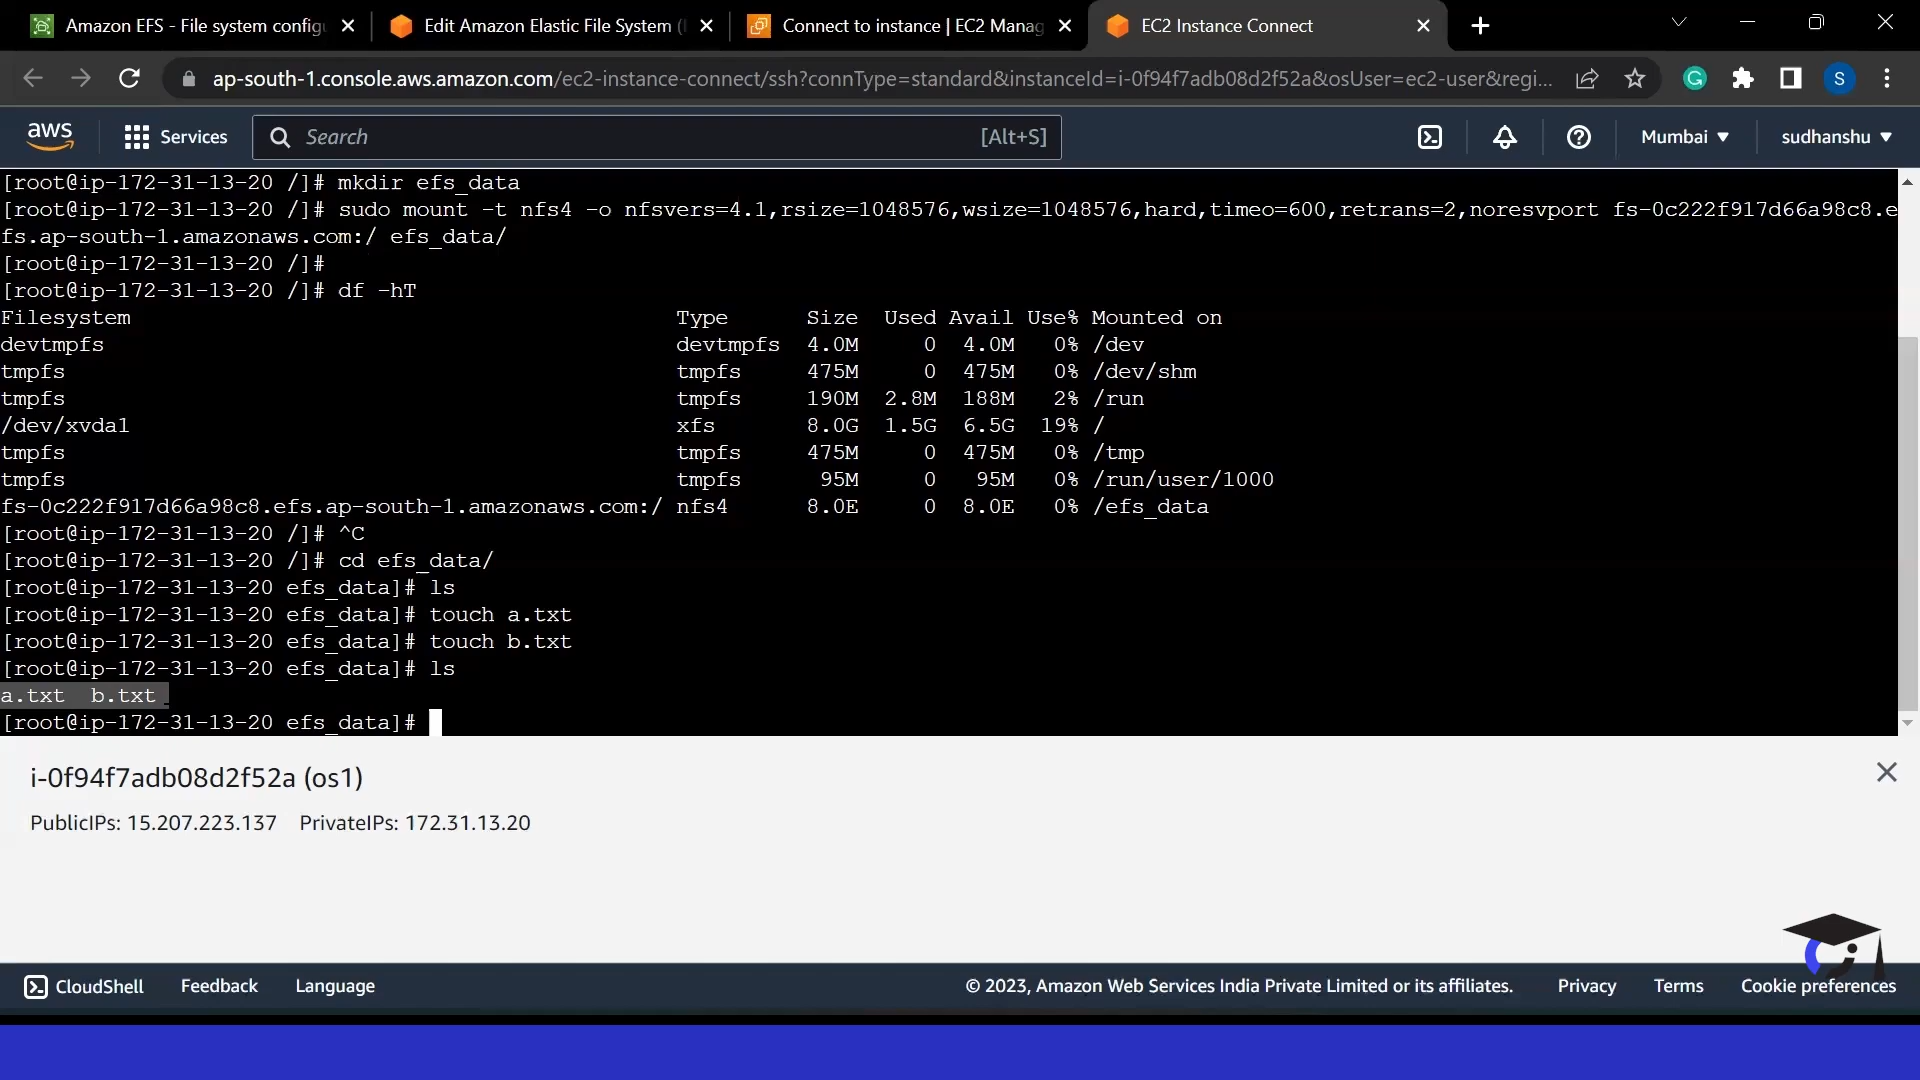 Amazon EFS - File system configu
Edit Amazon Elastic File System (
Connect to instance | EC2 Manag
EC2 Instance Connect
ap-south-1.console.aws.amazon.com/ec2-instance-connect/ssh?connType=standard&instanceId=i-0f94f7adb08d2f52a&osUser=ec2-user&regi...
S
aws
Services
Search
[Alt+S]
Mumbai
sudhanshu
[root@ip-172-31-13-20 /]# mkdir efs_data
[root@ip-172-31-13-20 /]# sudo mount -t nfs4 -o nfsvers=4.1,rsize=1048576,wsize=1048576,hard,timeo=600,retrans=2,noresvport fs-0c222f917d66a98c8.e
fs.ap-south-1.amazonaws.com:/ efs_data/
[root@ip-172-31-13-20 /]#
[root@ip-172-31-13-20 /]# df -hT
Filesystem Type Size Used Avail Use% Mounted on
devtmpfs devtmpfs 4.0M 0 4.0M 0% /dev
tmpfs tmpfs 475M 0 475M 0% /dev/shm
tmpfs tmpfs 190M 2.8M 188M 2% /run
/dev/xvda1 xfs 8.0G 1.5G 6.5G 19% /
tmpfs tmpfs 475M 0 475M 0% /tmp
tmpfs tmpfs 95M 0 95M 0% /run/user/1000
fs-0c222f917d66a98c8.efs.ap-south-1.amazonaws.com:/ nfs4 8.0E 0 8.0E 0% /efs_data
[root@ip-172-31-13-20 /]# ^C
[root@ip-172-31-13-20 /]# cd efs_data/
[root@ip-172-31-13-20 efs_data]# ls
[root@ip-172-31-13-20 efs_data]# touch a.txt
[root@ip-172-31-13-20 efs_data]# touch b.txt
[root@ip-172-31-13-20 efs_data]# ls
a.txt b.txt
[root@ip-172-31-13-20 efs_data]#
i-0f94f7adb08d2f52a (os1)
PublicIPs: 15.207.223.137 PrivateIPs: 172.31.13.20
CloudShell
Feedback
Language
© 2023, Amazon Web Services India Private Limited or its affiliates.
Privacy
Terms
Cookie preferences